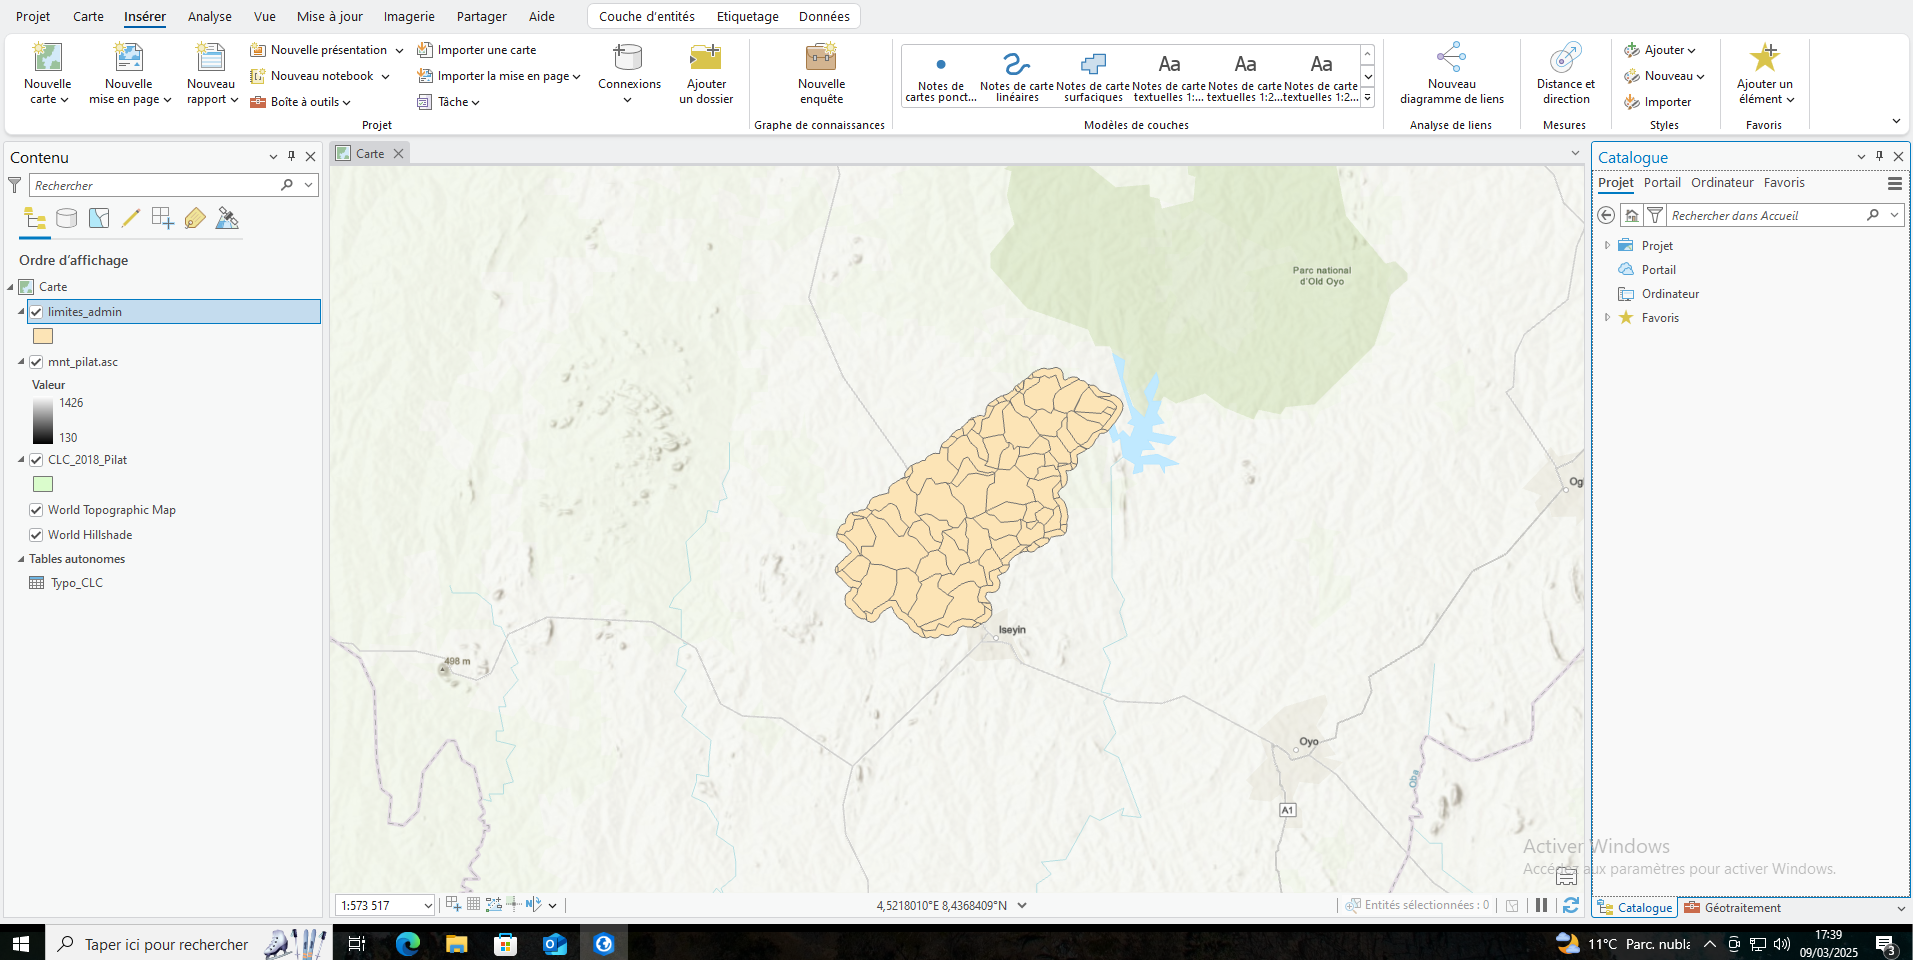 Projet Carte Insérer Analyse Vue Mise à jour Imagerie Partager Aide Couche d'entités Etiquetage Données
Nouvelle carte
Nouvelle mise en page
Nouveau rapport
Nouvelle présentation
Nouveau notebook
Boîte à outils
Importer une carte
Importer la mise en page
Tâche
Connexions
Ajouter un dossier
Projet
Nouvelle enquête
Graphe de connaissances
Notes de cartes ponct...
Notes de carte linéaires
Notes de carte surfaciques
Aa
Notes de carte textuelles 1:...
Aa
Notes de carte textuelles 1:2...
Aa
Notes de carte textuelles 1:2...
Modèles de couches
Nouveau diagramme de liens
Analyse de liens
Distance et direction
Mesures
Ajouter
Nouveau
Importer
Styles
Ajouter un élément
Favoris
Contenu
Rechercher
Ordre d'affichage
Carte
limites_admin
mnt_pilat.asc
Valeur
1426
130
CLC_2018_Pilat
World Topographic Map
World Hillshade
Tables autonomes
Typo_CLC
Carte
Parc national
d'Old Oyo
Og
Iseyin
498 m
Oyo
Oba
A1
1:573 517
4,5218010°E 8,4368409°N
Entités sélectionnées : 0
Catalogue
Projet Portail Ordinateur Favoris
Rechercher dans Accueil
Projet
Portail
Ordinateur
Favoris
Activer Windows
Accédez aux paramètres pour activer Windows.
Catalogue
Géotraitement
Taper ici pour rechercher
11°C Parc. nubla
17:39
09/03/2025
3